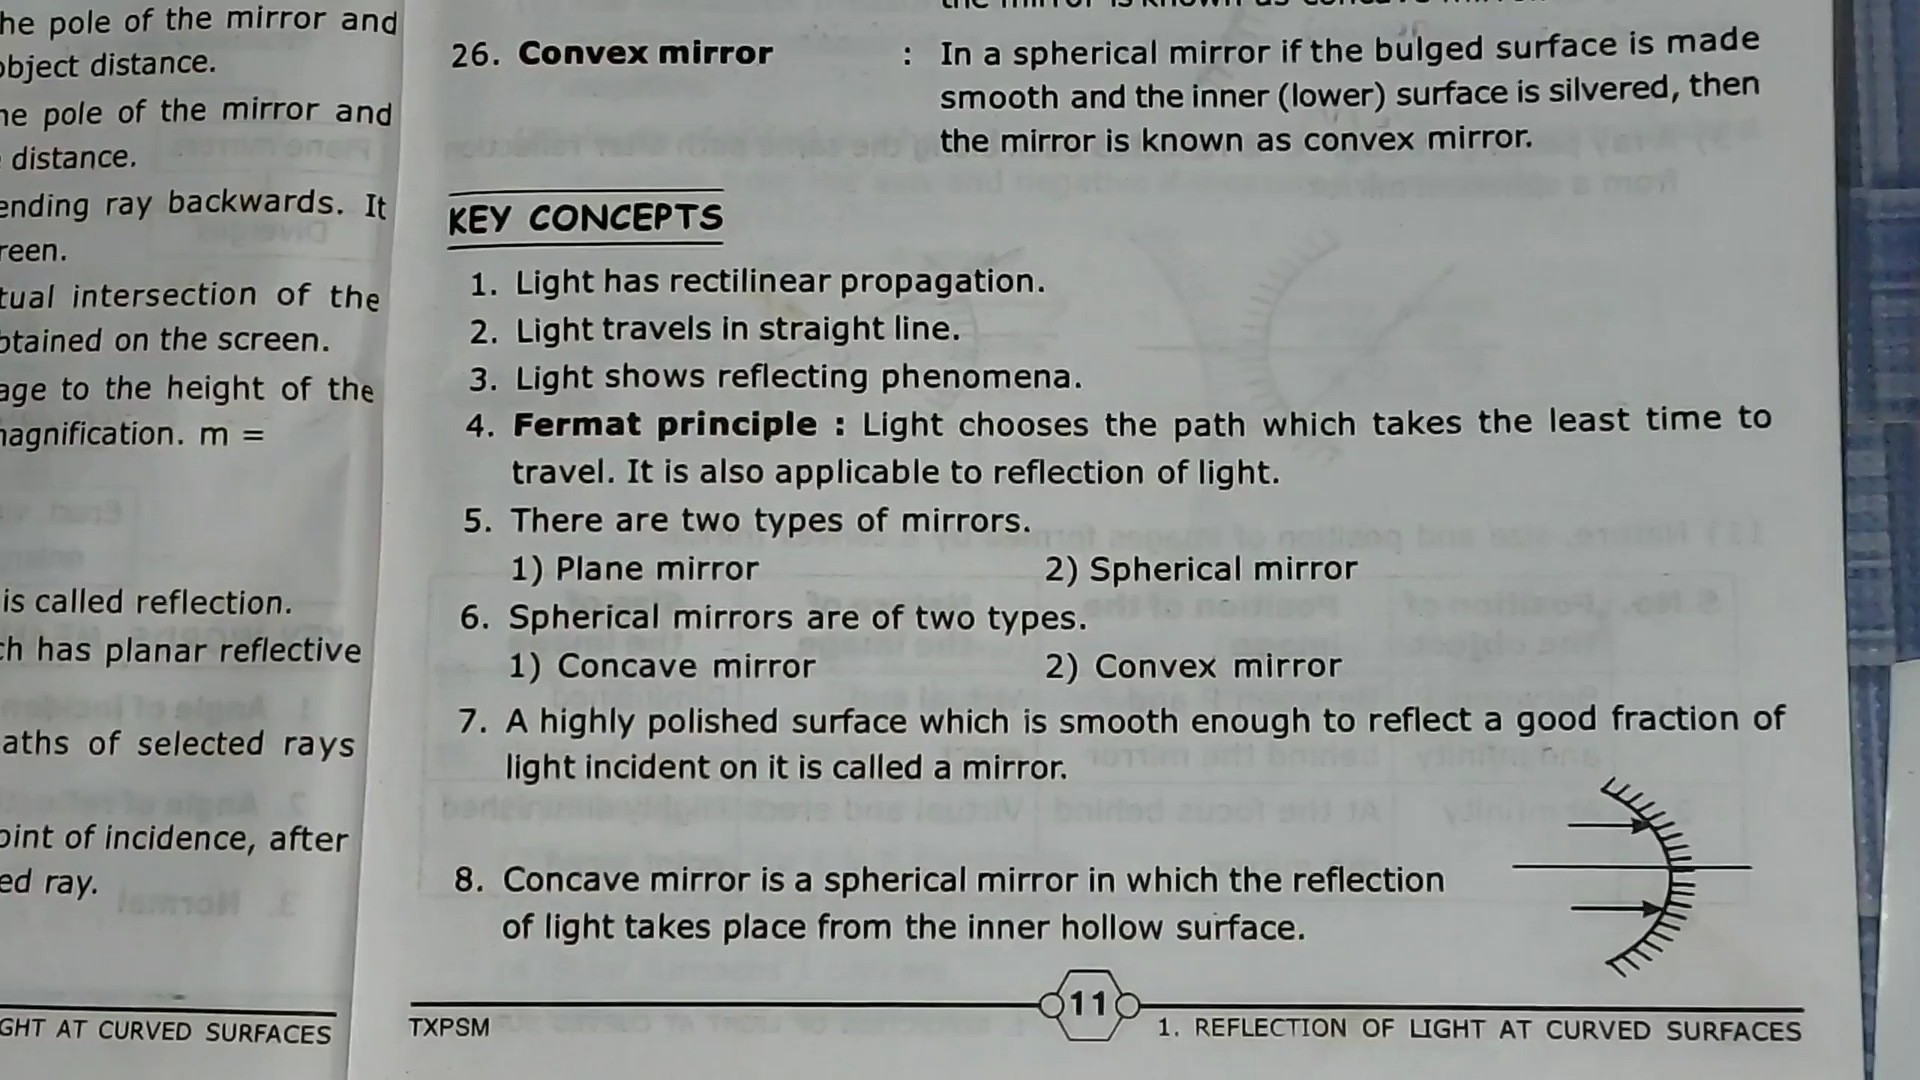 he pole of the mirror and
object distance.
he pole of the mirror and
distance.
ending ray backwards. It
reen.
tual intersection of the
btained on the screen.
age to the height of the
nagnification. m =
is called reflection.
ch has planar reflective
aths of selected rays
oint of incidence, after
ed ray.
GHT AT CURVED SURFACES
26. Convex mirror : In a spherical mirror if the bulged surface is made
smooth and the inner (lower) surface is silvered, then
the mirror is known as convex mirror.
KEY CONCEPTS
1. Light has rectilinear propagation.
2. Light travels in straight line.
3. Light shows reflecting phenomena.
4. Fermat principle : Light chooses the path which takes the least time to
travel. It is also applicable to reflection of light.
5. There are two types of mirrors.
1) Plane mirror 2) Spherical mirror
6. Spherical mirrors are of two types.
1) Concave mirror 2) Convex mirror
7. A highly polished surface which is smooth enough to reflect a good fraction of
light incident on it is called a mirror.
8. Concave mirror is a spherical mirror in which the reflection
of light takes place from the inner hollow surface.
TXPSM 11 1. REFLECTION OF LIGHT AT CURVED SURFACES